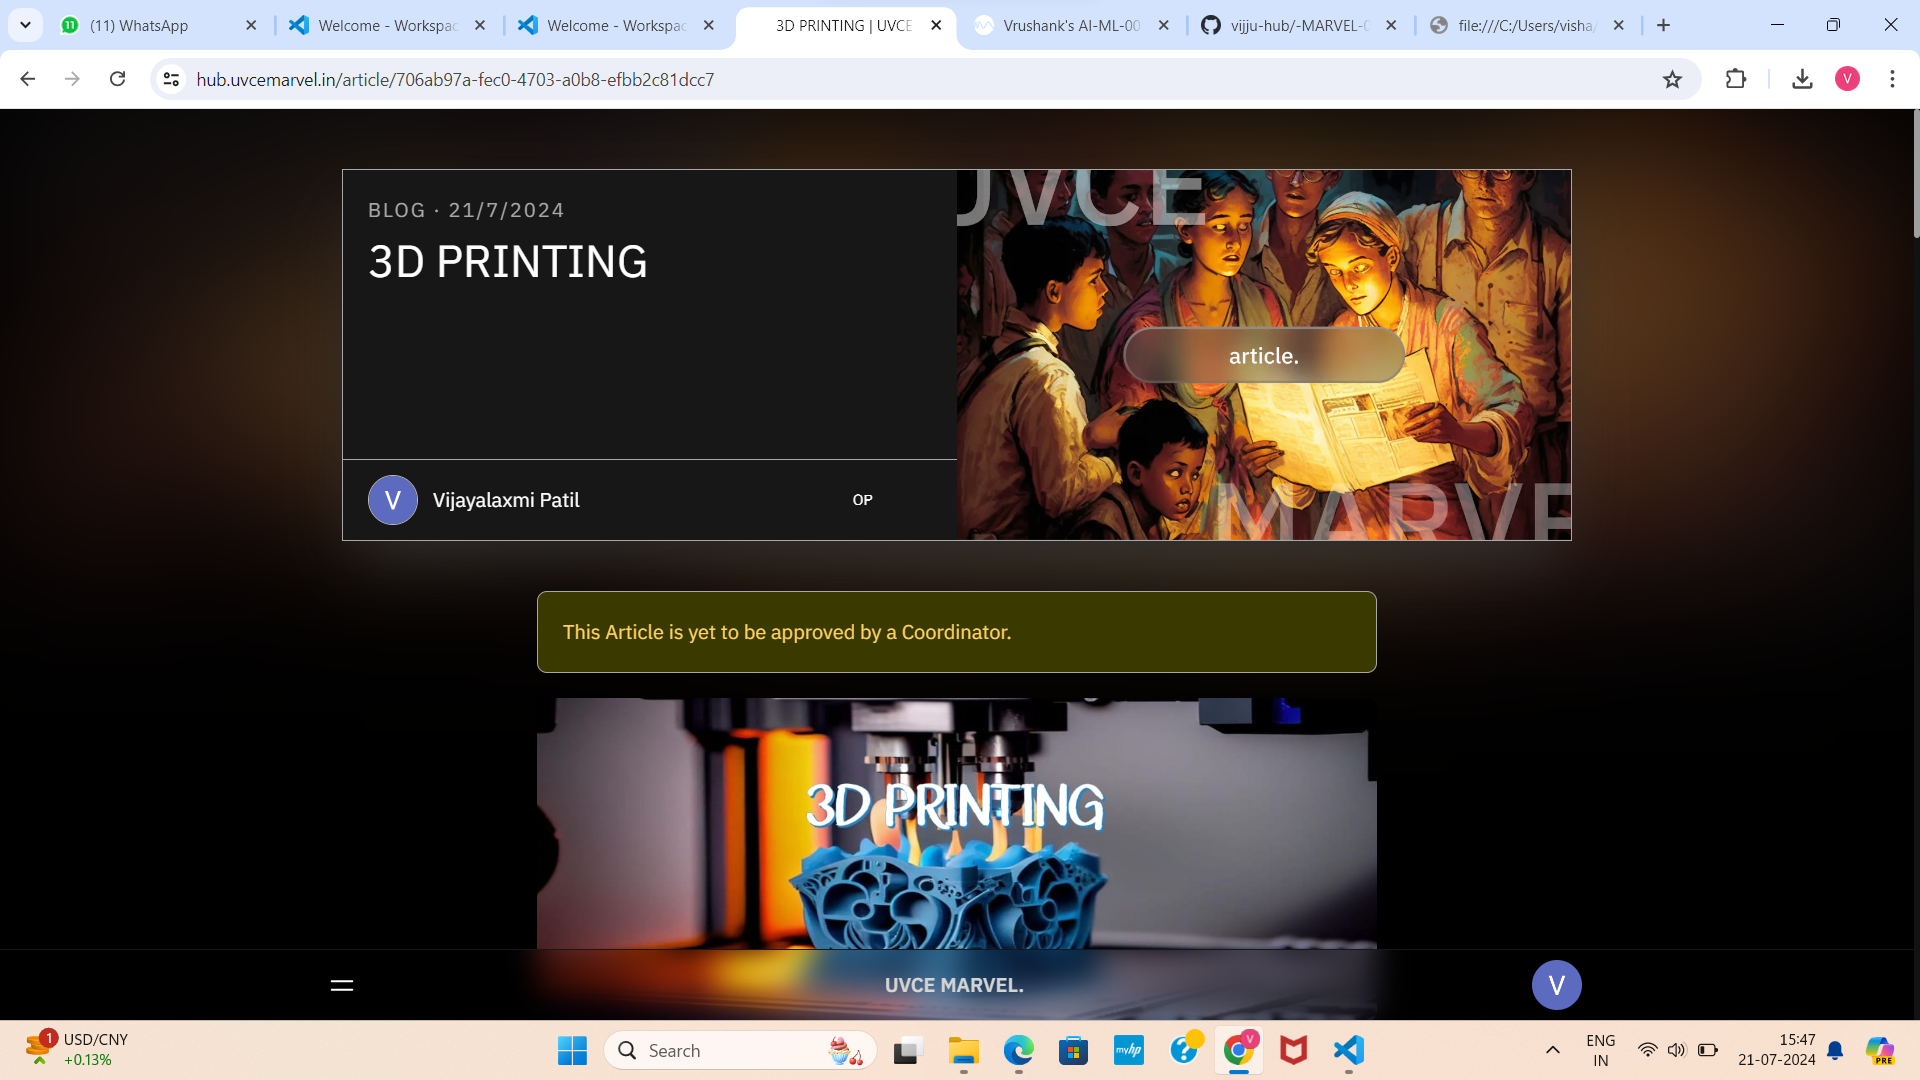 (11) WhatsApp
Welcome - Workspac
Welcome - Workspac
3D PRINTING | UVCE
Vrushank's AI-ML-00
vijju-hub/-MARVEL-0
file:///C:/Users/visha/
hub.uvcemarvel.in/article/706ab97a-fec0-4703-a0b8-efbb2c81dcc7
V
BLOG · 21/7/2024
3D PRINTING
UVCE
article.
MARVE
V
Vijayalaxmi Patil
OP
This Article is yet to be approved by a Coordinator.
3D PRINTING
UVCE MARVEL.
V
1
USD/CNY
+0.13%
Search
myhp
V
ENG
IN
15:47
21-07-2024
PRE